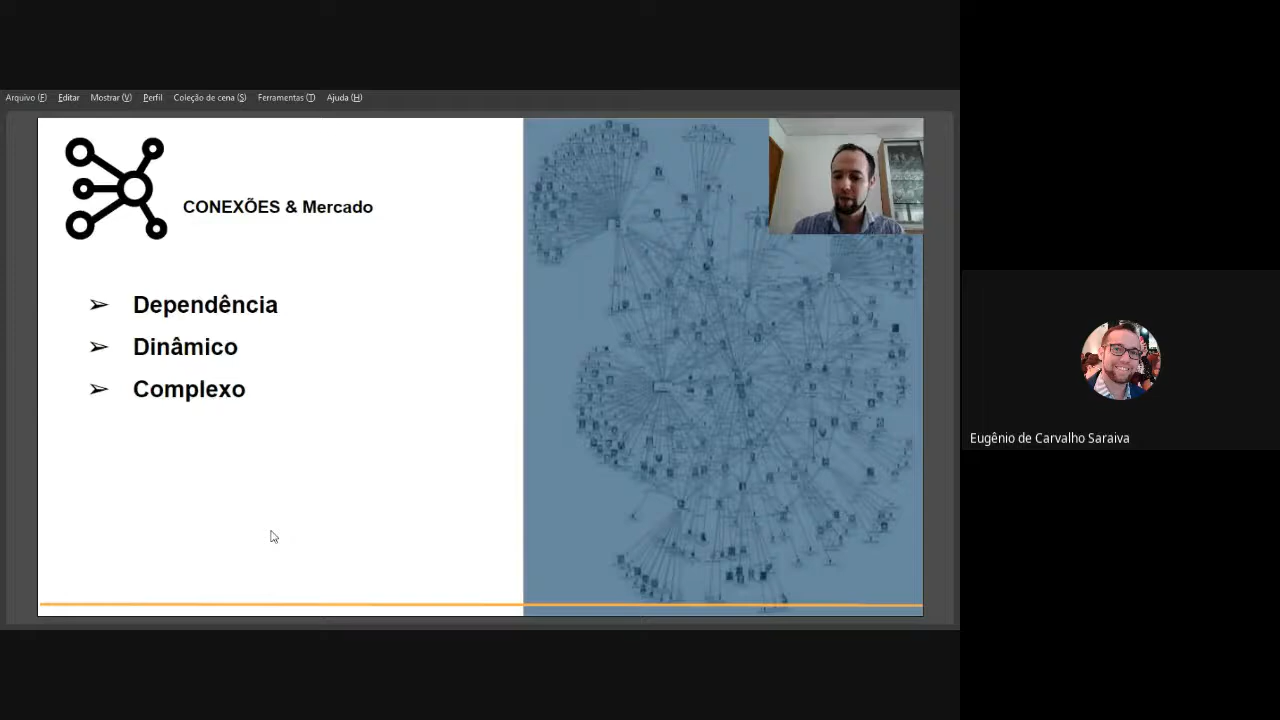 Arquivo (F) Editar Mostrar (V) Perfil Coleção de cena (S) Ferramentas (T) Ajuda (H)
CONEXÕES & Mercado
➢ Dependência
➢ Dinâmico
➢ Complexo
Eugênio de Carvalho Saraiva